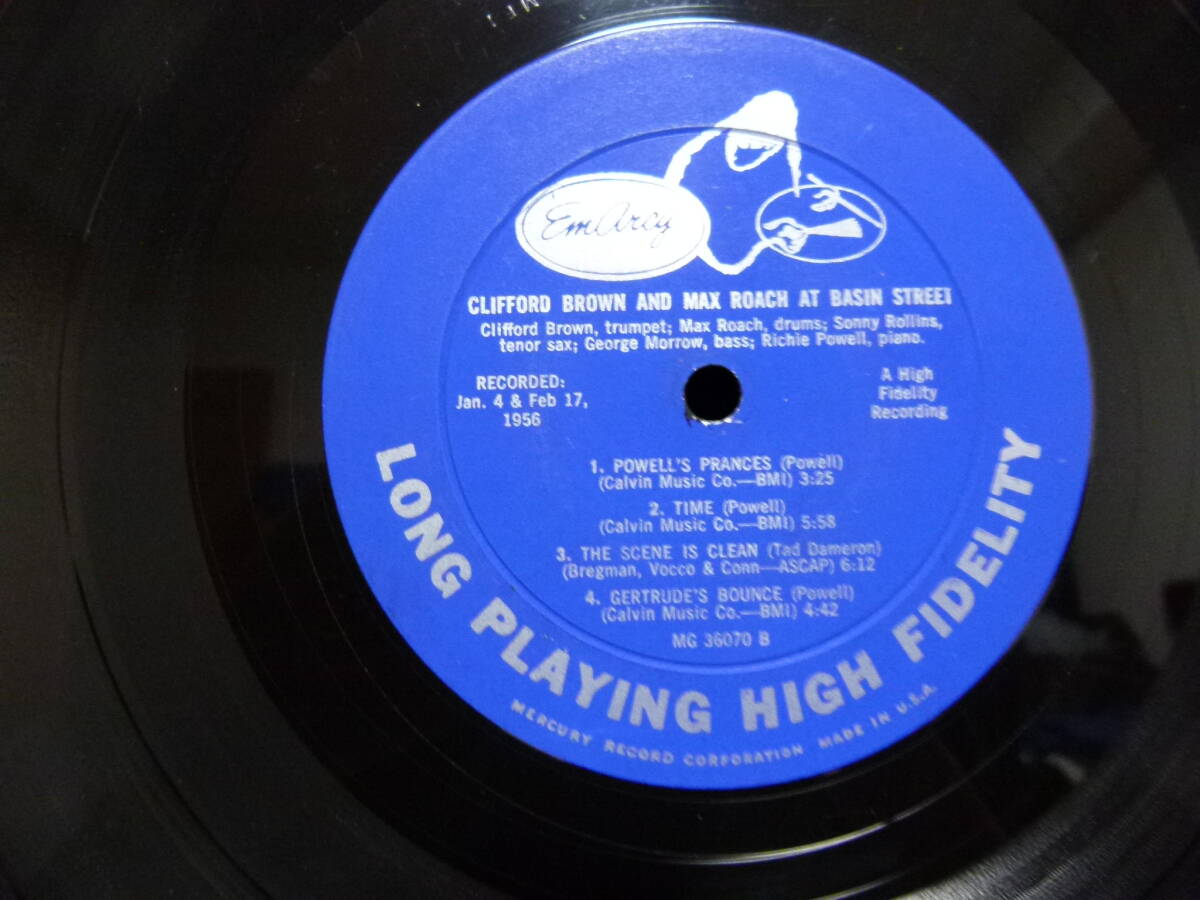 EmArcy
CLIFFORD BROWN AND MAX ROACH AT BASIN STREET
Clifford Brown, trumpet; Max Roach, drums; Sonny Rollins,
tenor sax; George Morrow, bass; Richie Powell, piano.
RECORDED:
Jan. 4 & Feb 17,
1956
A High
Fidelity
Recording
1. POWELL'S PRANCES (Powell)
(Calvin Music Co.—BMI) 3:25
2. TIME (Powell)
(Calvin Music Co.—BMI) 5:58
3. THE SCENE IS CLEAN (Tad Dameron)
(Bregman, Vocco & Conn—ASCAP) 6:12
4. GERTRUDE'S BOUNCE (Powell)
(Calvin Music Co.—BMI) 4:42
MG 36070 B
LONG PLAYING HIGH FIDELITY
MERCURY RECORD CORPORATION MADE IN U.S.A.